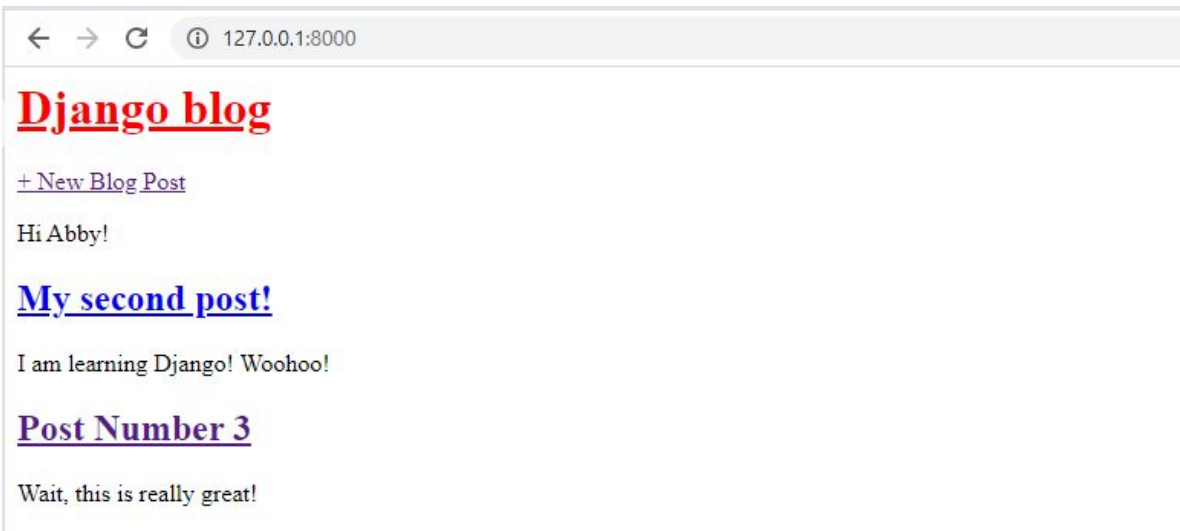 127.0.0.1:8000
Django blog
+ New Blog Post
Hi Abby!
My second post!
I am learning Django! Woohoo!
Post Number 3
Wait, this is really great!